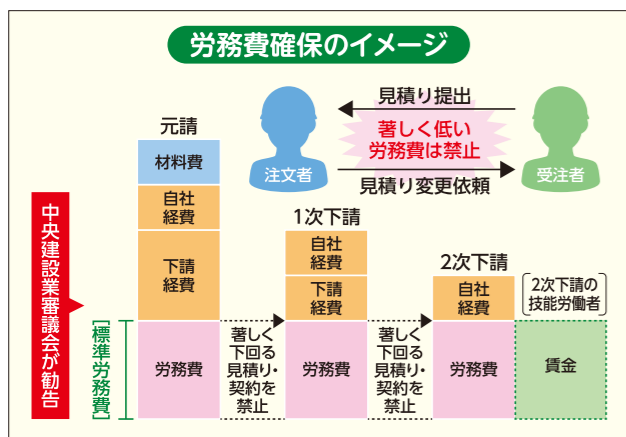 労務費確保のイメージ
見積り提出
著しく低い
労務費は禁止
注文者
受注者
見積り変更依頼
元請
材料費
自社
経費
下請
経費
労務費
1次下請
自社
経費
下請
経費
労務費
2次下請
自社
経費
労務費
2次下請の
技能労働者
賃金
著しく
下回る
見積り・
契約を
禁止
著しく
下回る
見積り・
契約を
禁止
中央建設業審議会が勧告
[標準労務費]